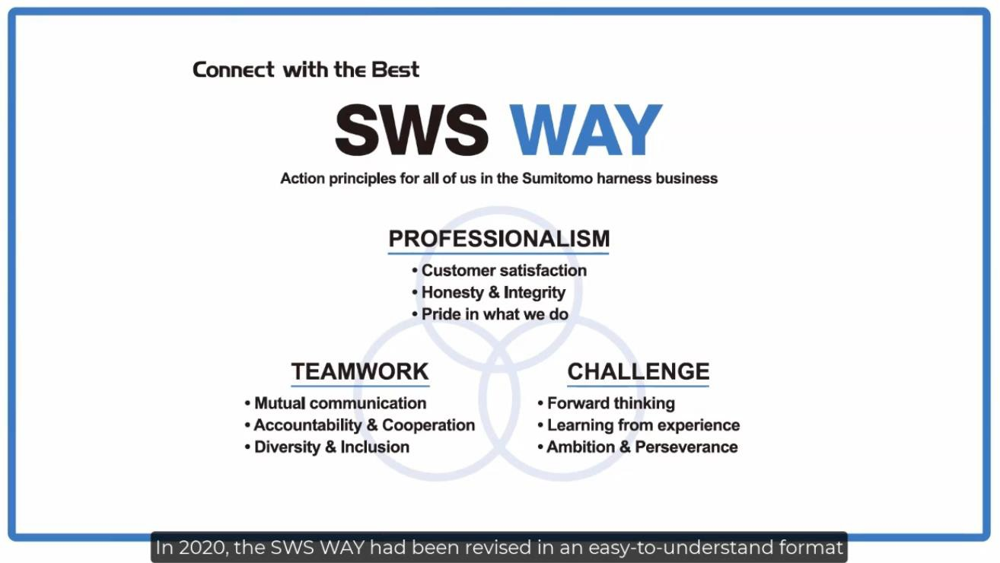 Connect with the Best
SWS WAY
Action principles for all of us in the Sumitomo harness business
PROFESSIONALISM
• Customer satisfaction
• Honesty & Integrity
• Pride in what we do
TEAMWORK
• Mutual communication
• Accountability & Cooperation
• Diversity & Inclusion
CHALLENGE
• Forward thinking
• Learning from experience
• Ambition & Perseverance
In 2020, the SWS WAY had been revised in an easy-to-understand format